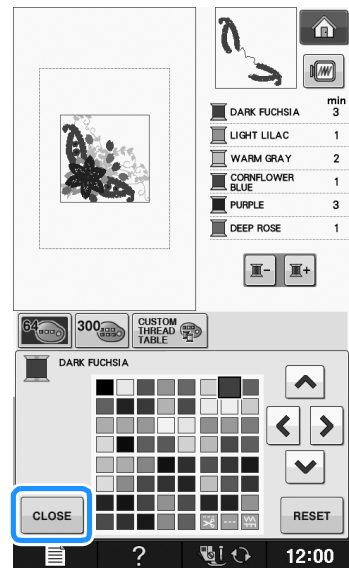 min
DARK FUCHSIA 3
LIGHT LILAC 1
WARM GRAY 2
CORNFLOWER
BLUE 1
PURPLE 3
DEEP ROSE 1
- +
64 300 CUSTOM
THREAD
TABLE
DARK FUCHSIA
CLOSE RESET
? 12:00